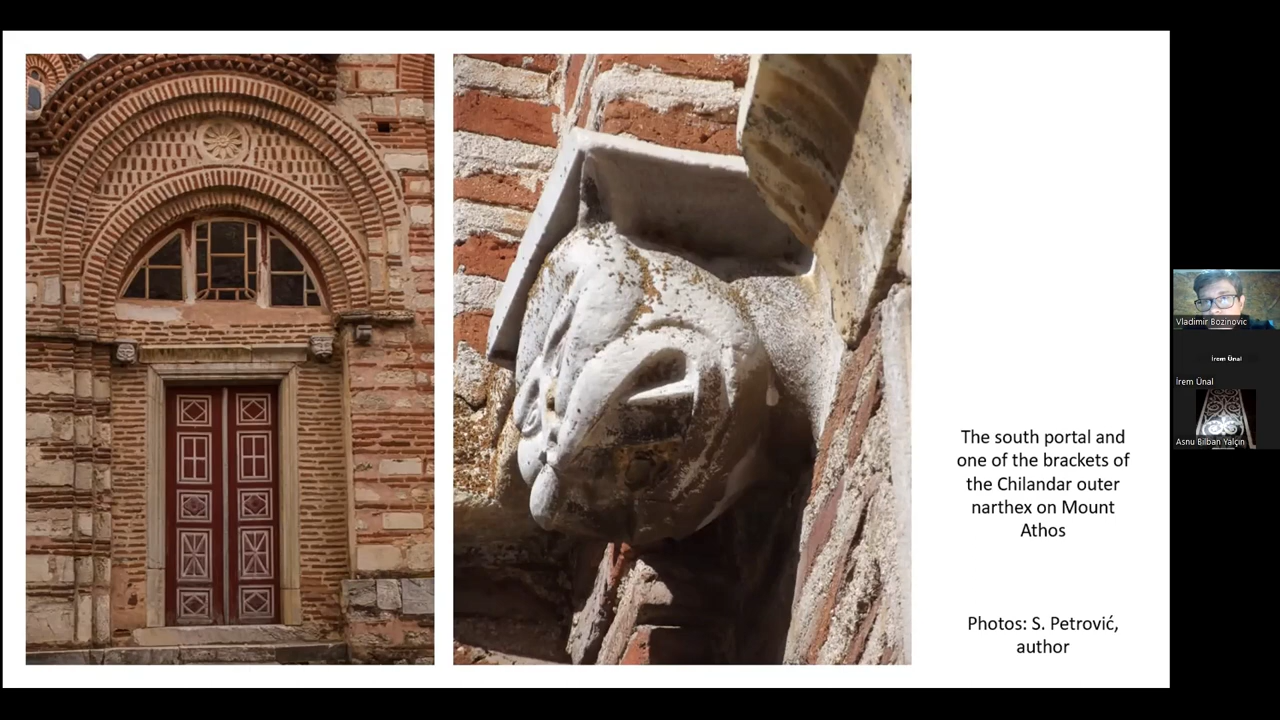 The south portal and
one of the brackets of
the Chilandar outer
narthex on Mount
Athos
Photos: S. Petrović,
author
Vladimir Bozinovic
İrem Ünal
İrem Ünal
Asnu Bilban Yalçın